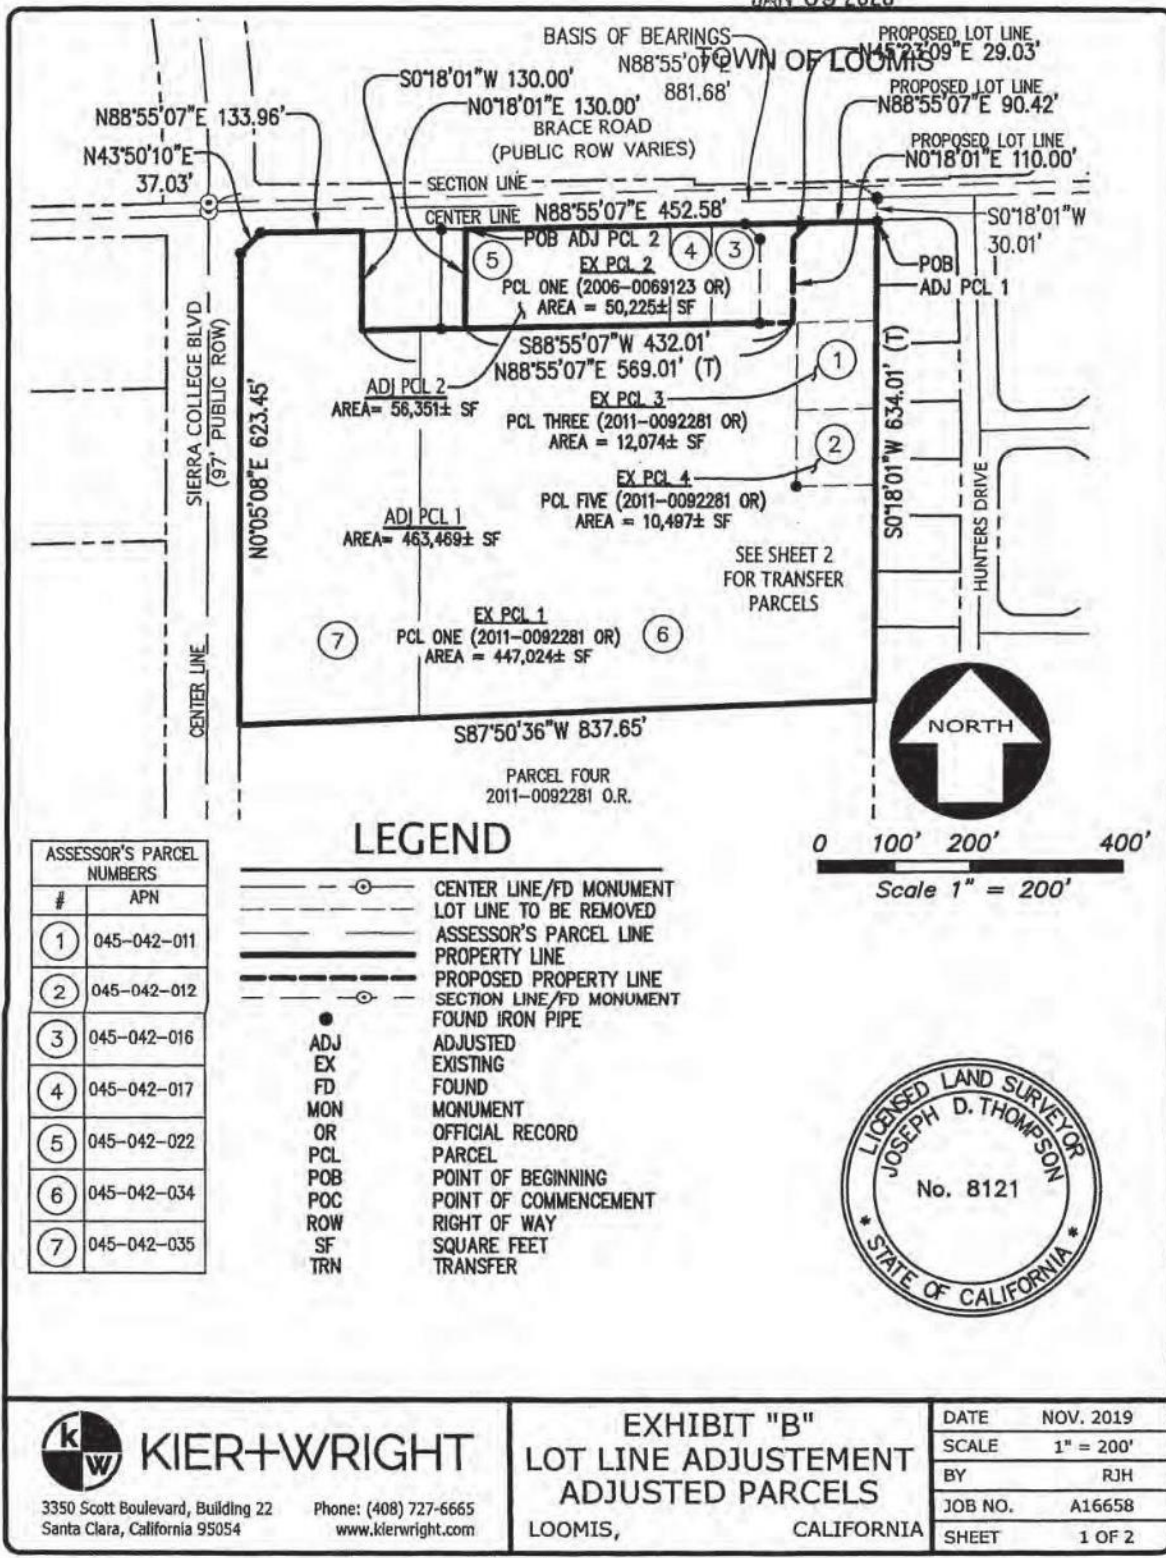 JAN 09 2020
TOWN OF LOOMIS
BASIS OF BEARINGS
N88°55'07"E
881.68'
PROPOSED LOT LINE
N45°23'09"E 29.03'
PROPOSED LOT LINE
N88°55'07"E 90.42'
PROPOSED LOT LINE
N0°18'01"E 110.00'
S0°18'01"W 130.00'
N0°18'01"E 130.00'
N88°55'07"E 133.96'
N43°50'10"E
37.03'
BRACE ROAD
(PUBLIC ROW VARIES)
SECTION LINE
CENTER LINE N88°55'07"E 452.58'
S0°18'01"W
30.01'
POB
ADJ PCL 1
POB ADJ PCL 2
5
4
3
EX PCL 2
PCL ONE (2006-0069123 OR)
AREA = 50,225± SF
S88°55'07"W 432.01'
N88°55'07"E 569.01' (T)
ADJ PCL 2
AREA= 56,351± SF
EX PCL 3
PCL THREE (2011-0092281 OR)
AREA = 12,074± SF
1
EX PCL 4
PCL FIVE (2011-0092281 OR)
AREA = 10,497± SF
2
SIERRA COLLEGE BLVD
(97' PUBLIC ROW)
N0°05'08"E 623.45'
CENTER LINE
S0°18'01"W 634.01' (T)
HUNTERS DRIVE
ADJ PCL 1
AREA= 463,469± SF
SEE SHEET 2
FOR TRANSFER
PARCELS
7
EX PCL 1
PCL ONE (2011-0092281 OR)
AREA = 447,024± SF
6
S87°50'36"W 837.65'
PARCEL FOUR
2011-0092281 O.R.
NORTH
0 100' 200' 400'
Scale 1" = 200'
ASSESSOR'S PARCEL
NUMBERS
# APN
1 045-042-011
2 045-042-012
3 045-042-016
4 045-042-017
5 045-042-022
6 045-042-034
7 045-042-035
LEGEND
CENTER LINE/FD MONUMENT
LOT LINE TO BE REMOVED
ASSESSOR'S PARCEL LINE
PROPERTY LINE
PROPOSED PROPERTY LINE
SECTION LINE/FD MONUMENT
FOUND IRON PIPE
ADJ ADJUSTED
EX EXISTING
FD FOUND
MON MONUMENT
OR OFFICIAL RECORD
PCL PARCEL
POB POINT OF BEGINNING
POC POINT OF COMMENCEMENT
ROW RIGHT OF WAY
SF SQUARE FEET
TRN TRANSFER
LICENSED LAND SURVEYOR
JOSEPH D. THOMPSON
No. 8121
* STATE OF CALIFORNIA *
kw
KIER+WRIGHT
3350 Scott Boulevard, Building 22 Phone: (408) 727-6665
Santa Clara, California 95054 www.kierwright.com
EXHIBIT "B"
LOT LINE ADJUSTEMENT
ADJUSTED PARCELS
LOOMIS, CALIFORNIA
DATE NOV. 2019
SCALE 1" = 200'
BY RJH
JOB NO. A16658
SHEET 1 OF 2